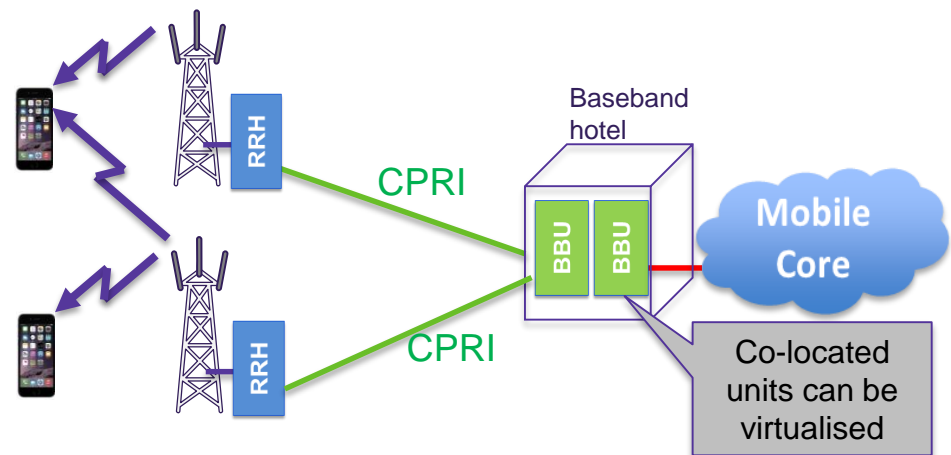 RRH
CPRI
Baseband
hotel
BBU
BBU
Mobile
Core
RRH
CPRI
Co-located
units can be
virtualised